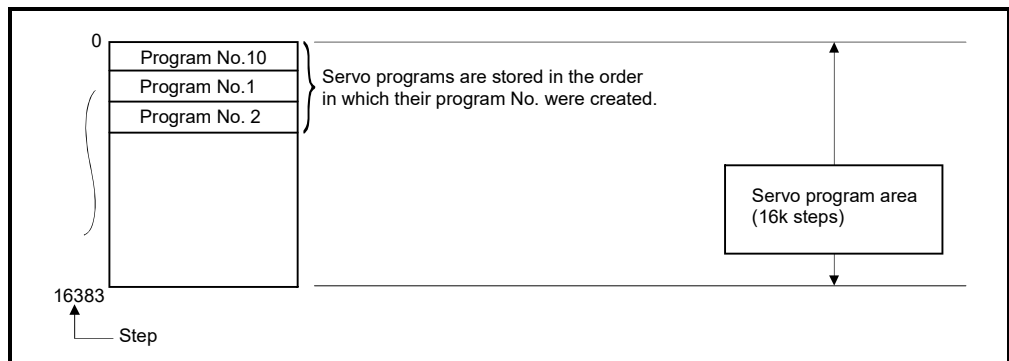 0
Program No.10
Program No.1
Program No. 2
Servo programs are stored in the order
in which their program No. were created.
Servo program area
(16k steps)
16383
Step